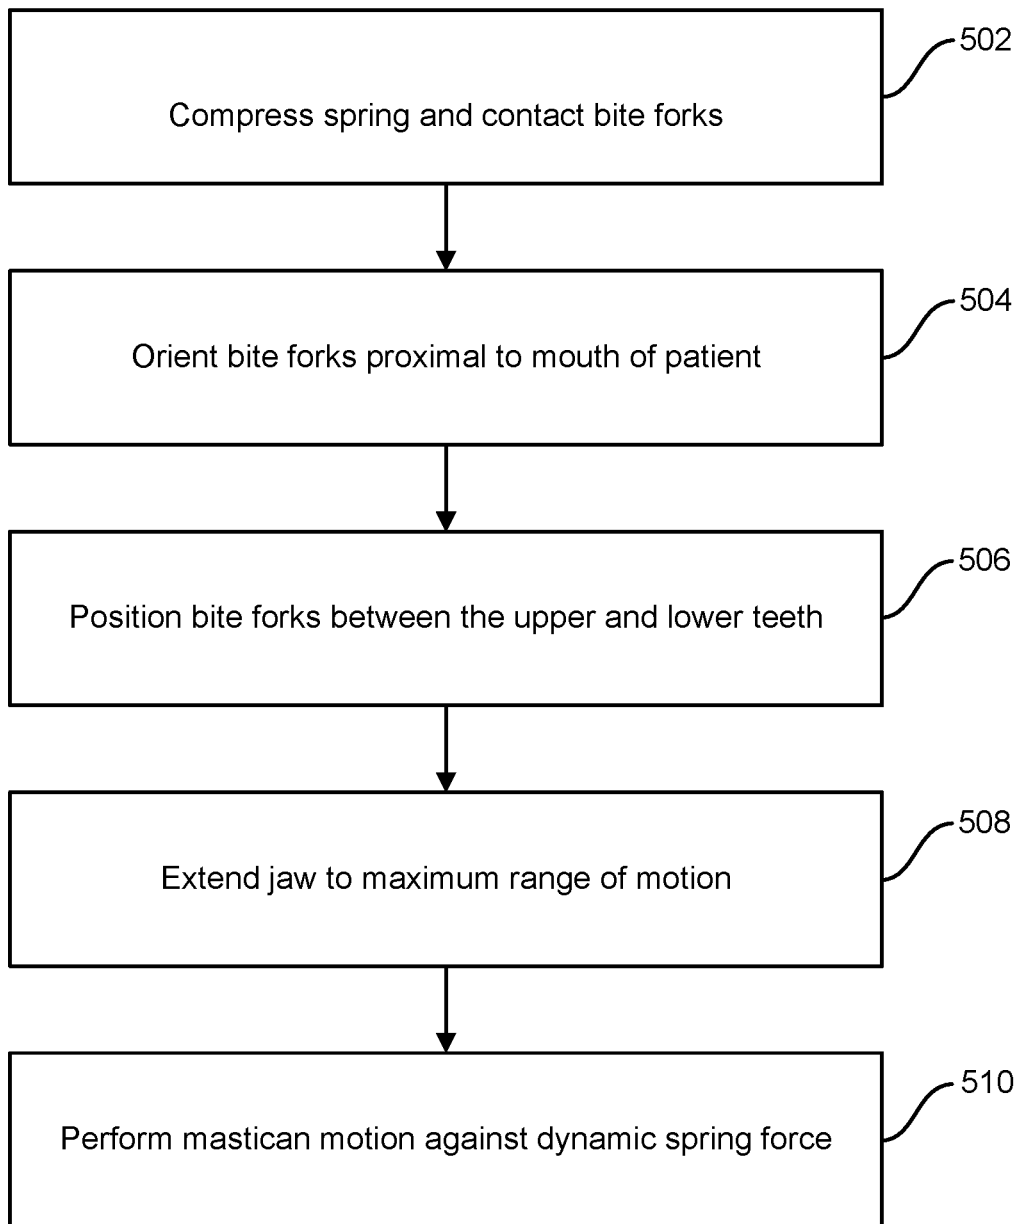 502
Compress spring and contact bite forks
504
Orient bite forks proximal to mouth of patient
506
Position bite forks between the upper and lower teeth
508
Extend jaw to maximum range of motion
510
Perform mastican motion against dynamic spring force